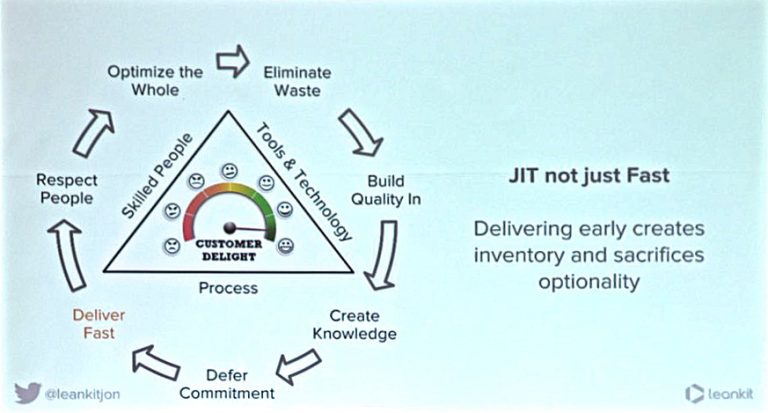 Optimize the
Whole
Eliminate
Waste
Build
Quality In
Create
Knowledge
Defer
Commitment
Deliver
Fast
Respect
People
Skilled People
Tools & Technology
Process
CUSTOMER
DELIGHT
JIT not just Fast
Delivering early creates
inventory and sacrifices
optionality
@leankitjon
leankit